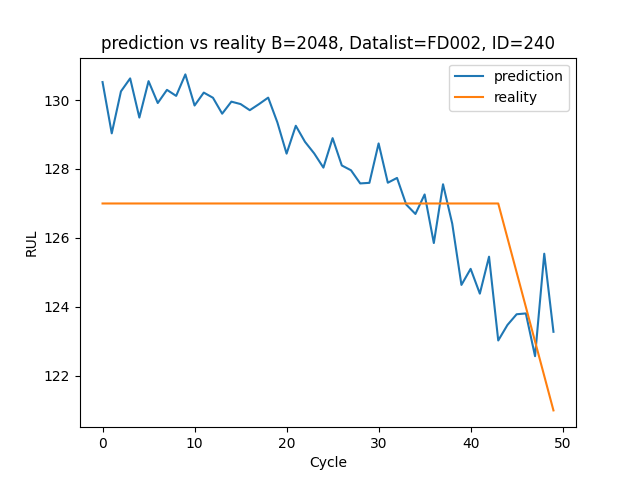 prediction vs reality B=2048, Datalist=FD002, ID=240
prediction
reality
RUL
130
128
126
124
122
0 10 20 30 40 50
Cycle